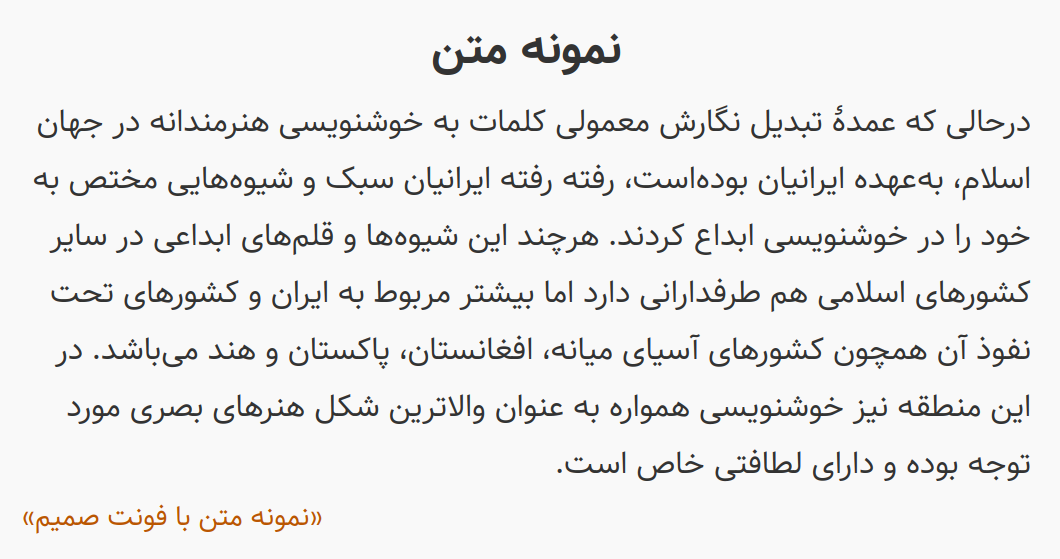 نمونه متن
درحالی که عمدهٔ تبدیل نگارش معمولی کلمات به خوشنویسی هنرمندانه در جهان
اسلام، به‌عهده ایرانیان بوده‌است، رفته رفته ایرانیان سبک و شیوه‌هایی مختص به
خود را در خوشنویسی ابداع کردند. هرچند این شیوه‌ها و قلم‌های ابداعی در سایر
کشورهای اسلامی هم طرفدارانی دارد اما بیشتر مربوط به ایران و کشورهای تحت
نفوذ آن همچون کشورهای آسیای میانه، افغانستان، پاکستان و هند می‌باشد. در
این منطقه نیز خوشنویسی همواره به عنوان والاترین شکل هنرهای بصری مورد
توجه بوده و دارای لطافتی خاص است.
«نمونه متن با فونت صمیم»